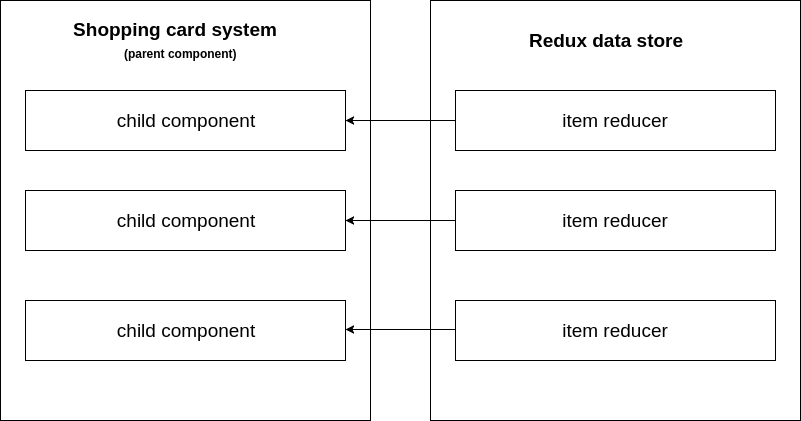 Shopping card system
(parent component)
Redux data store
child component
item reducer
child component
item reducer
child component
item reducer